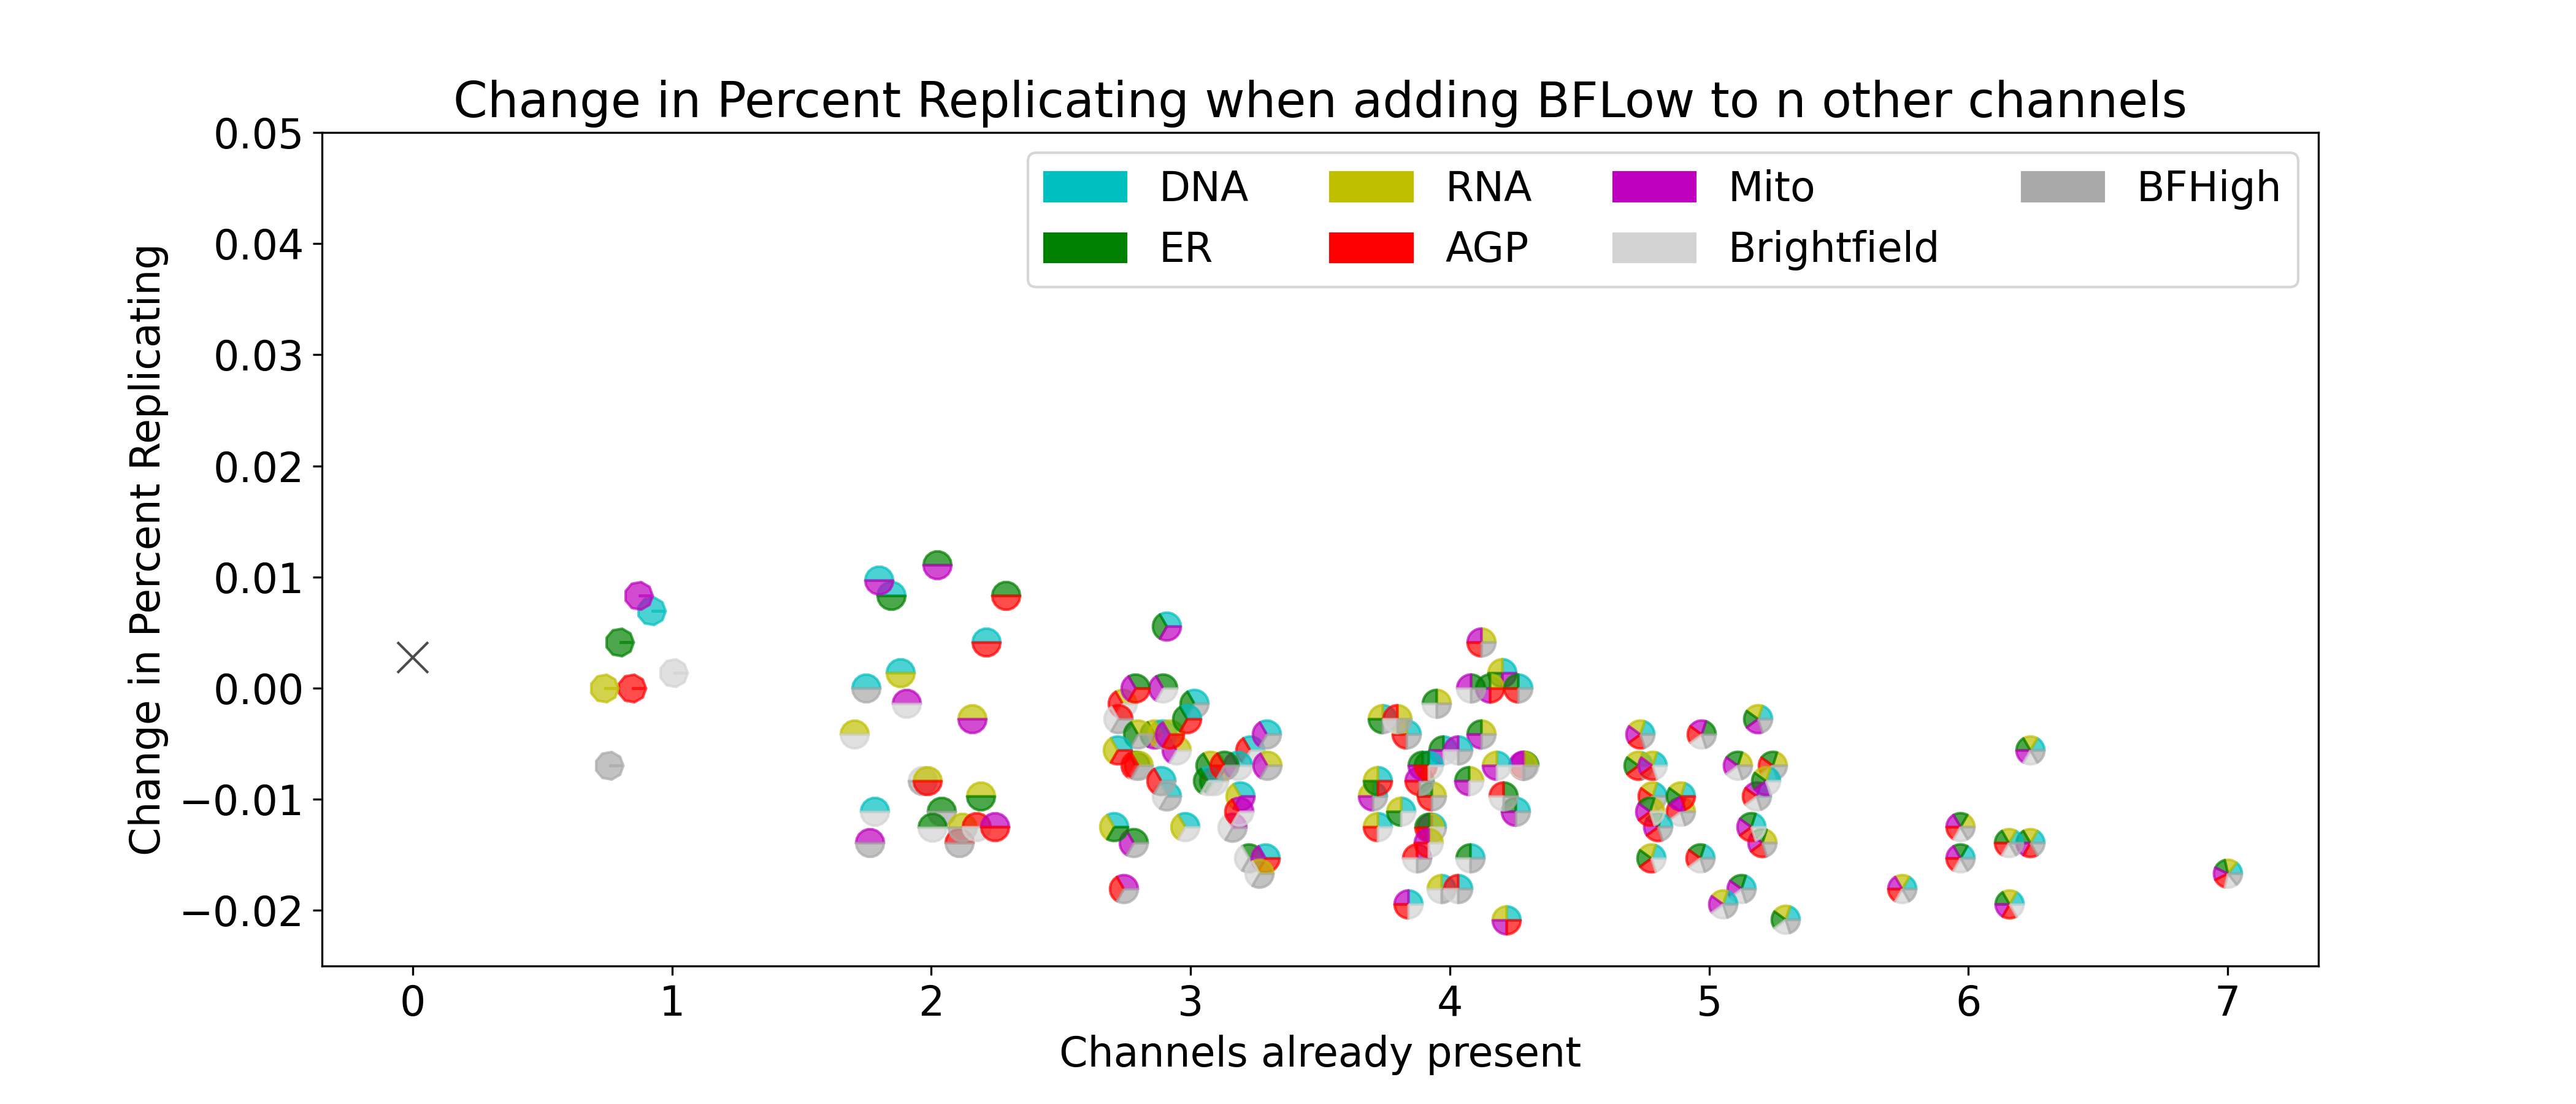 Change in Percent Replicating when adding BFLow to n other channels
0.05
0.04
0.03
0.02
0.01
0.00
−0.01
−0.02
Change in Percent Replicating
DNA
RNA
Mito
BFHigh
ER
AGP
Brightfield
0 1 2 3 4 5 6 7
Channels already present